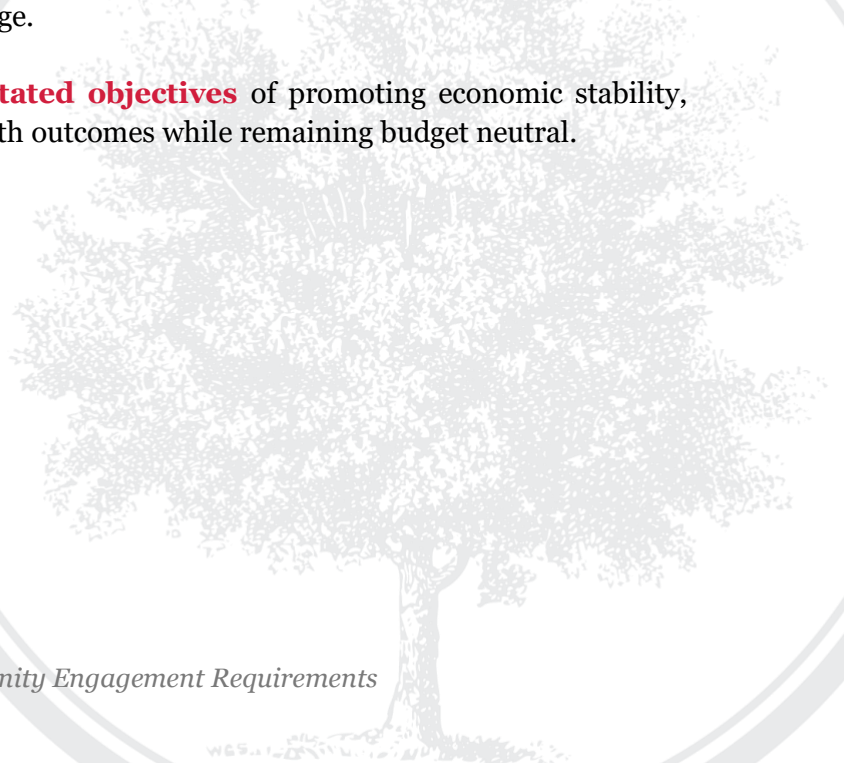 ge.
tated objectives of promoting economic stability,
th outcomes while remaining budget neutral.
nity Engagement Requirements